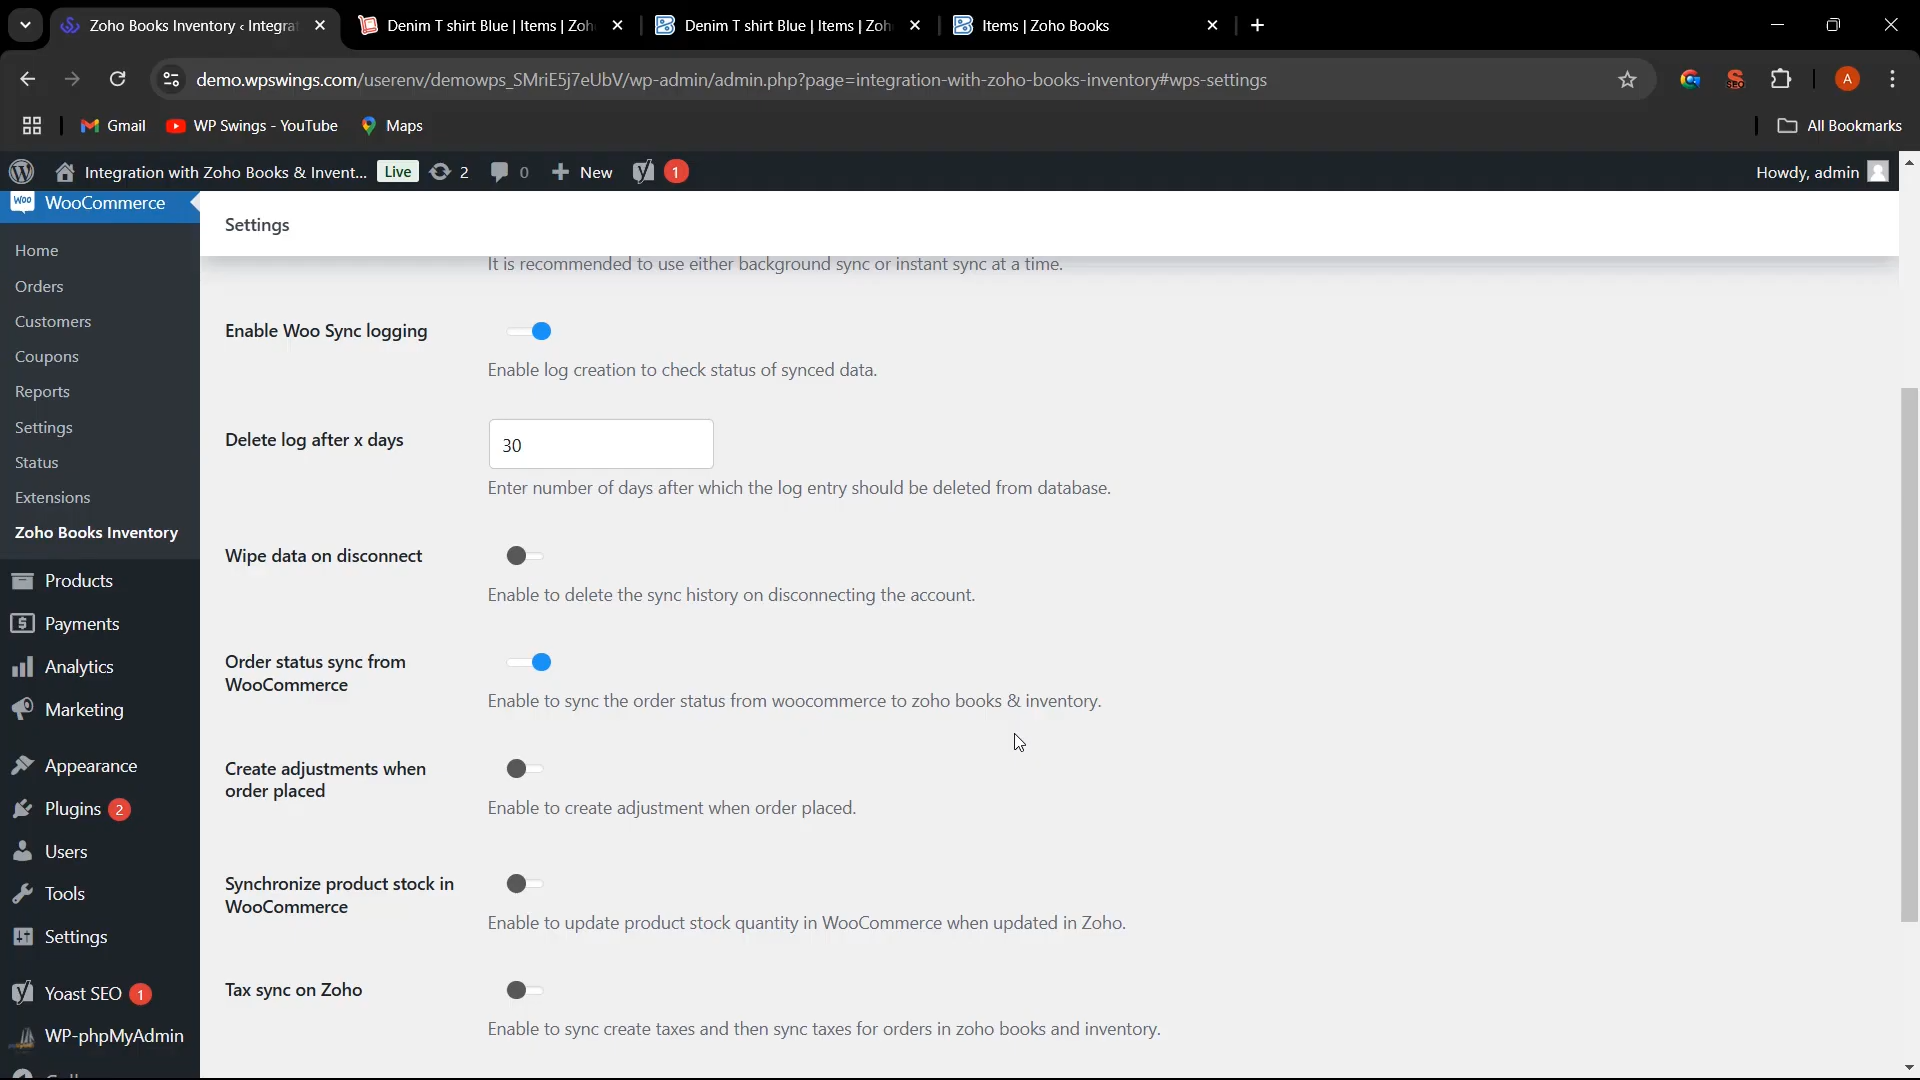 Zoho Books Inventory ‹ Integra
Denim T shirt Blue | Items | Zoh
Denim T shirt Blue | Items | Zoh
Items | Zoho Books
demo.wpswings.com/userenv/demowps_SMriE5j7eUbV/wp-admin/admin.php?page=integration-with-zoho-books-inventory#wps-settings
SEO
A
Gmail
WP Swings - YouTube
Maps
All Bookmarks
Integration with Zoho Books & Invent...
Live
2
0
New
1
Howdy, admin
Woo
WooCommerce
Home
Orders
Customers
Coupons
Reports
Settings
Status
Extensions
Zoho Books Inventory
Products
Payments
Analytics
Marketing
Appearance
Plugins 2
Users
Tools
Settings
Yoast SEO 1
WP-phpMyAdmin
Settings
It is recommended to use either background sync or instant sync at a time.
Enable Woo Sync logging
Enable log creation to check status of synced data.
Delete log after x days
30
Enter number of days after which the log entry should be deleted from database.
Wipe data on disconnect
Enable to delete the sync history on disconnecting the account.
Order status sync from
WooCommerce
Enable to sync the order status from woocommerce to zoho books & inventory.
Create adjustments when
order placed
Enable to create adjustment when order placed.
Synchronize product stock in
WooCommerce
Enable to update product stock quantity in WooCommerce when updated in Zoho.
Tax sync on Zoho
Enable to sync create taxes and then sync taxes for orders in zoho books and inventory.